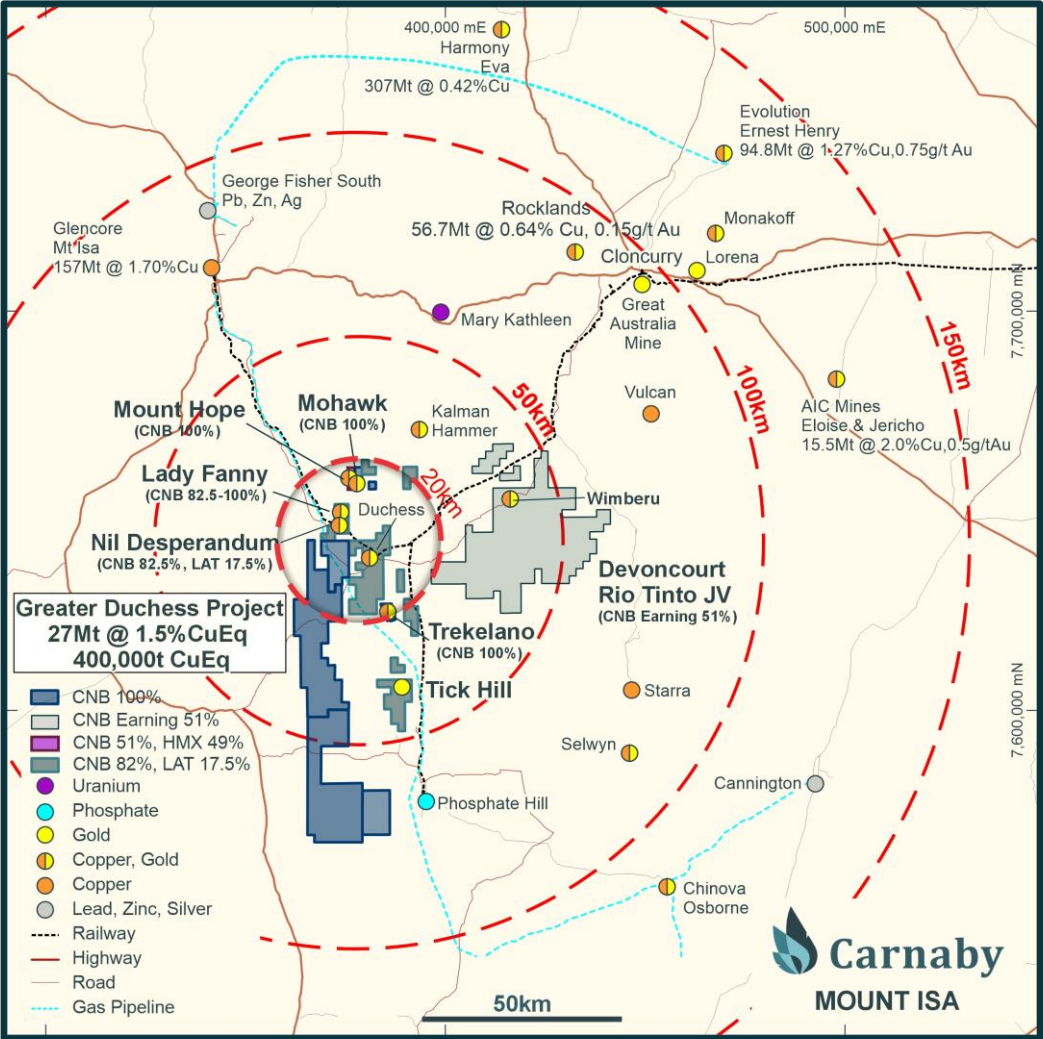 400,000 mE
500,000 mE
Harmony
Eva
307Mt @ 0.42%Cu
Evolution
Ernest Henry
94.8Mt @ 1.27%Cu,0.75g/t Au
George Fisher South
Pb, Zn, Ag
Rocklands
56.7Mt @ 0.64% Cu, 0.15g/t Au
Monakoff
Glencore
Mt Isa
157Mt @ 1.70%Cu
Cloncurry
Lorena
Great
Australia
Mine
Mary Kathleen
7,700,000 mN
150km
100km
50km
20km
Vulcan
AIC Mines
Eloise & Jericho
15.5Mt @ 2.0%Cu,0.5g/tAu
Mount Hope
(CNB 100%)
Mohawk
(CNB 100%)
Kalman
Hammer
Lady Fanny
(CNB 82.5-100%)
Duchess
Wimberu
Nil Desperandum
(CNB 82.5%, LAT 17.5%)
Devoncourt
Rio Tinto JV
(CNB Earning 51%)
Greater Duchess Project
27Mt @ 1.5%CuEq
400,000t CuEq
Trekelano
(CNB 100%)
Tick Hill
Starra
7,600,000 mN
Selwyn
Cannington
Phosphate Hill
Chinova
Osborne
CNB 100%
CNB Earning 51%
CNB 51%, HMX 49%
CNB 82%, LAT 17.5%
Uranium
Phosphate
Gold
Copper, Gold
Copper
Lead, Zinc, Silver
Railway
Highway
Road
Gas Pipeline
50km
Carnaby
MOUNT ISA